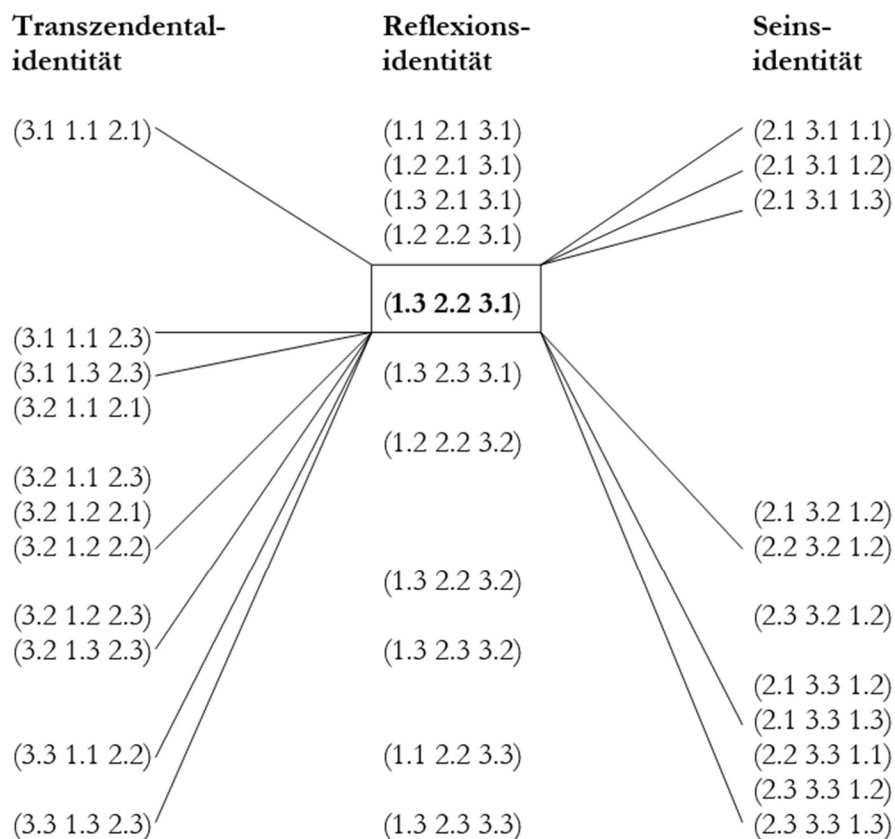 Transzendental- Reflexions- Seins-
identität identität identität
(3.1 1.1 2.1) (1.1 2.1 3.1) (2.1 3.1 1.1)
(1.2 2.1 3.1) (2.1 3.1 1.2)
(1.3 2.1 3.1) (2.1 3.1 1.3)
(1.2 2.2 3.1)
(1.3 2.2 3.1)
(3.1 1.1 2.3)
(3.1 1.3 2.3) (1.3 2.3 3.1)
(3.2 1.1 2.1)
(1.2 2.2 3.2)
(3.2 1.1 2.3)
(3.2 1.2 2.1) (2.1 3.2 1.2)
(3.2 1.2 2.2) (2.2 3.2 1.2)
(1.3 2.2 3.2)
(3.2 1.2 2.3) (2.3 3.2 1.2)
(3.2 1.3 2.3) (1.3 2.3 3.2)
(2.1 3.3 1.2)
(2.1 3.3 1.3)
(3.3 1.1 2.2) (1.1 2.2 3.3) (2.2 3.3 1.1)
(2.3 3.3 1.2)
(3.3 1.3 2.3) (1.3 2.3 3.3) (2.3 3.3 1.3)